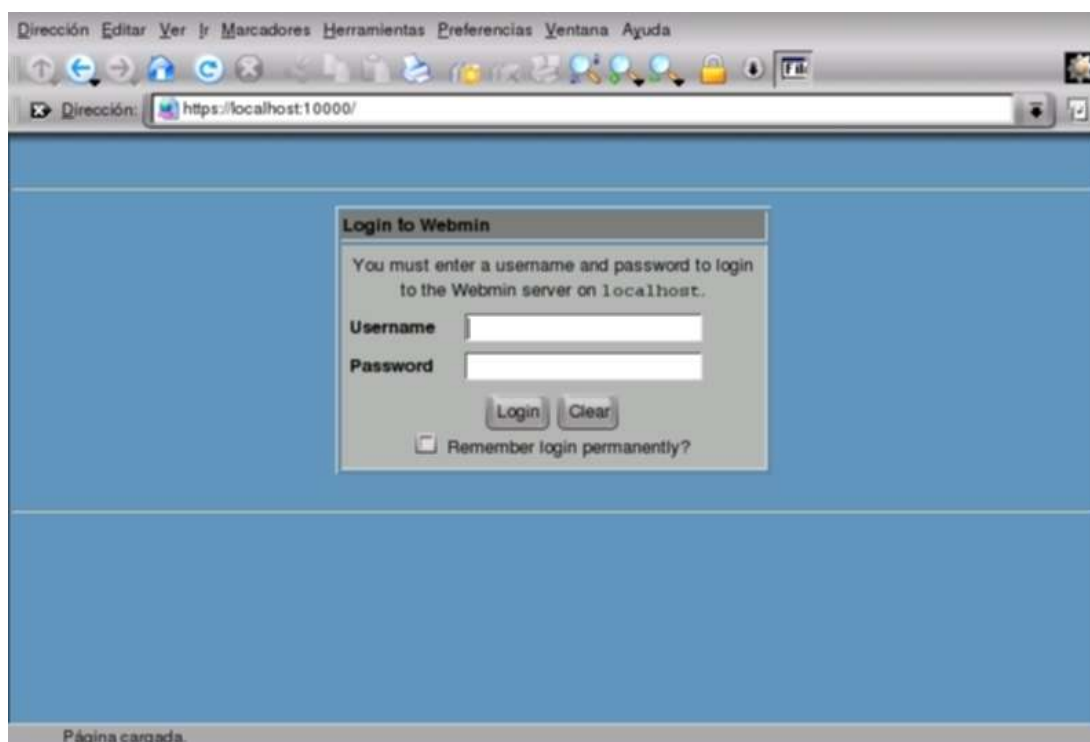 Dirección Editar Ver Ir Marcadores Herramientas Preferencias Ventana Ayuda
Dirección: https://localhost:10000/
Login to Webmin
You must enter a username and password to login
to the Webmin server on localhost.
Username
Password
Login Clear
Remember login permanently?
Página cargada.